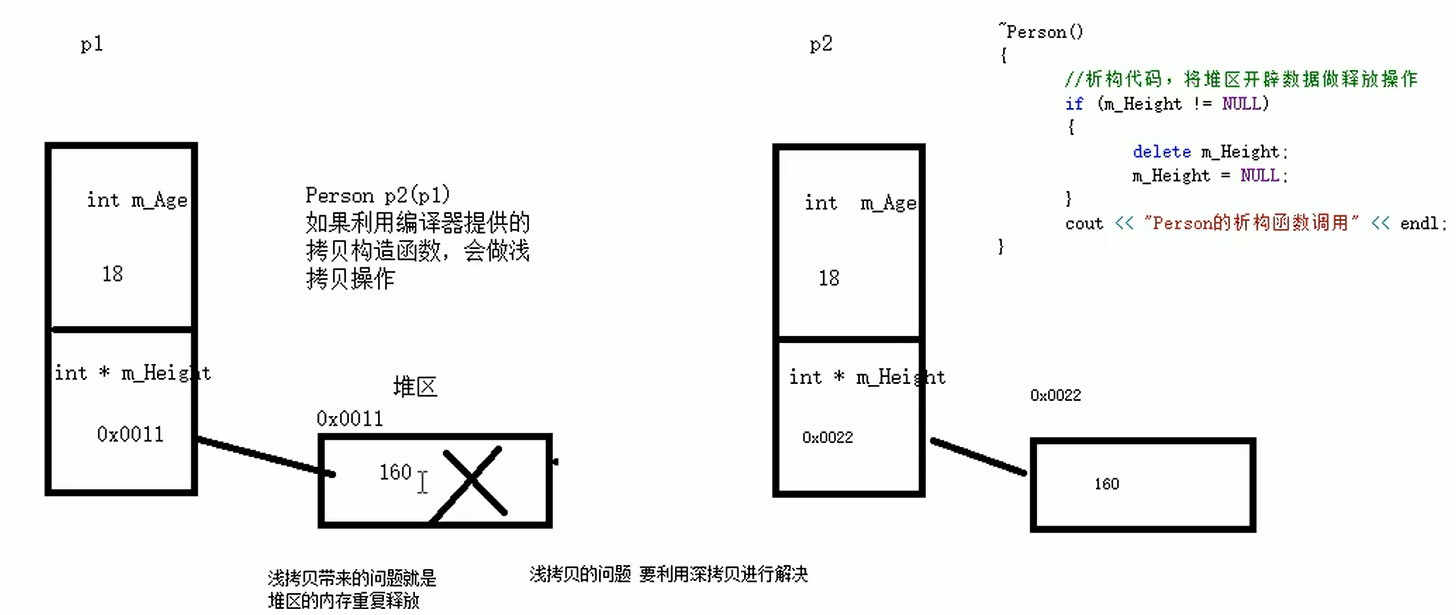 p1
int m_Age
18
int * m_Height
0x0011
Person p2(p1)
如果利用编译器提供的
拷贝构造函数，会做浅
拷贝操作
堆区
0x0011
160
浅拷贝带来的问题就是
堆区的内存重复释放
浅拷贝的问题 要利用深拷贝进行解决
p2
int  m_Age
18
int * m_Height
0x0022
0x0022
160
~Person()
{
//析构代码，将堆区开辟数据做释放操作
if (m_Height != NULL)
{
delete m_Height;
m_Height = NULL;
}
cout << "Person的析构函数调用" << endl;
}